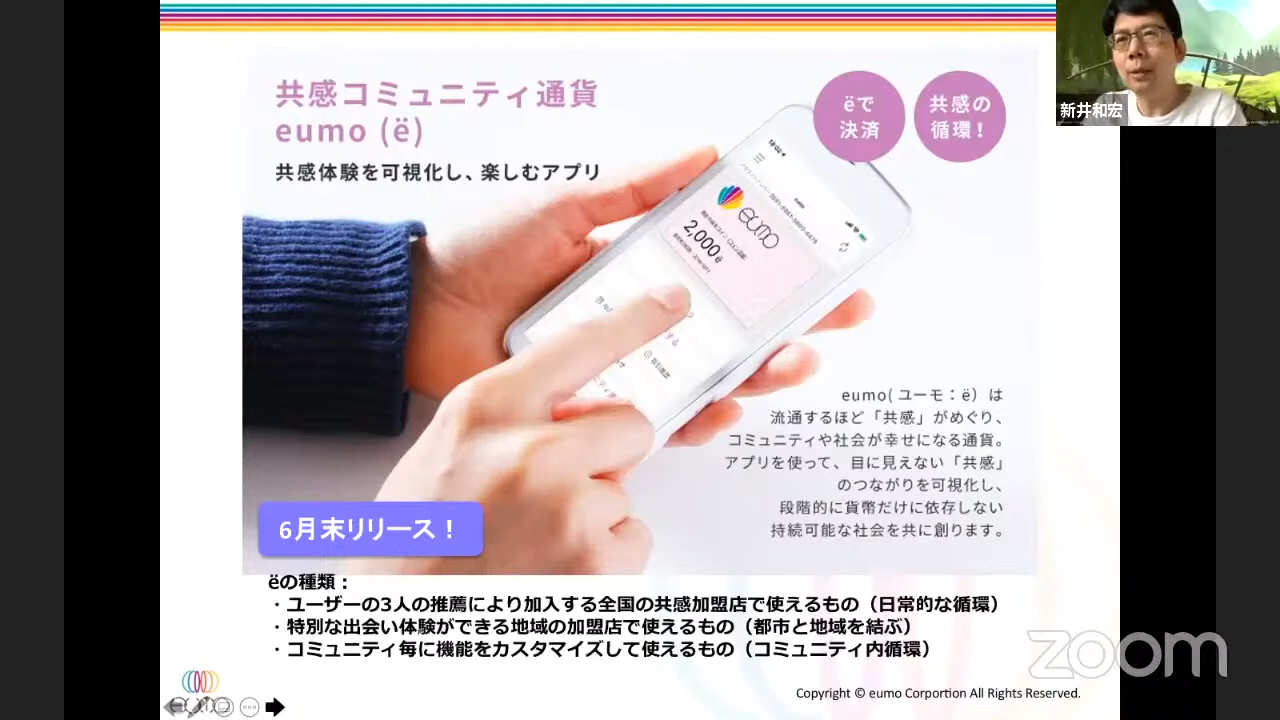 共感コミュニティ通貨
eumo (ë)
共感体験を可視化し、楽しむアプリ
ëで
決済
共感の
循環！
新井和宏
eumo
2,000ë
eumo( ユーモ：ë）は
流通するほど「共感」がめぐり、
コミュニティや社会が幸せになる通貨。
アプリを使って、目に見えない「共感」
のつながりを可視化し、
段階的に貨幣だけに依存しない
持続可能な社会を共に創ります。
6月末リリース！
ëの種類：
・ユーザーの3人の推薦により加入する全国の共感加盟店で使えるもの（日常的な循環）
・特別な出会い体験ができる地域の加盟店で使えるもの（都市と地域を結ぶ）
・コミュニティ毎に機能をカスタマイズして使えるもの（コミュニティ内循環）
zoom
eumo
Copyright © eumo Corportion All Rights Reserved.